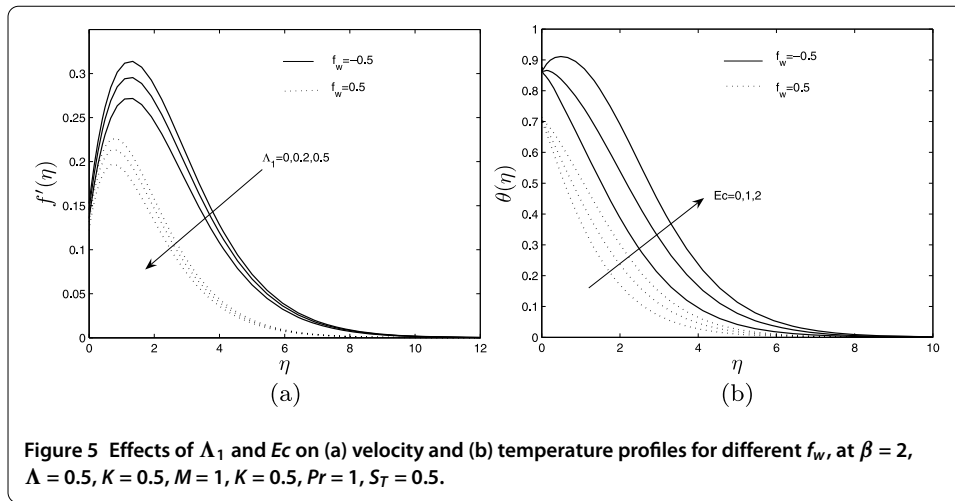 f_w=−0.5
f_w=0.5
0.3
0.25
0.2
0.15
0.1
0.05
0
f′(η)
Λ_1=0,0.2,0.5
0 2 4 6 8 10 12
η
(a)
f_w=−0.5
f_w=0.5
1
0.9
0.8
0.7
0.6
0.5
0.4
0.3
0.2
0.1
0
θ(η)
Ec=0,1,2
0 2 4 6 8 10
η
(b)
Figure 5 Effects of Λ_1 and Ec on (a) velocity and (b) temperature profiles for different f_w, at β = 2,
Λ = 0.5, K = 0.5, M = 1, K = 0.5, Pr = 1, S_T = 0.5.